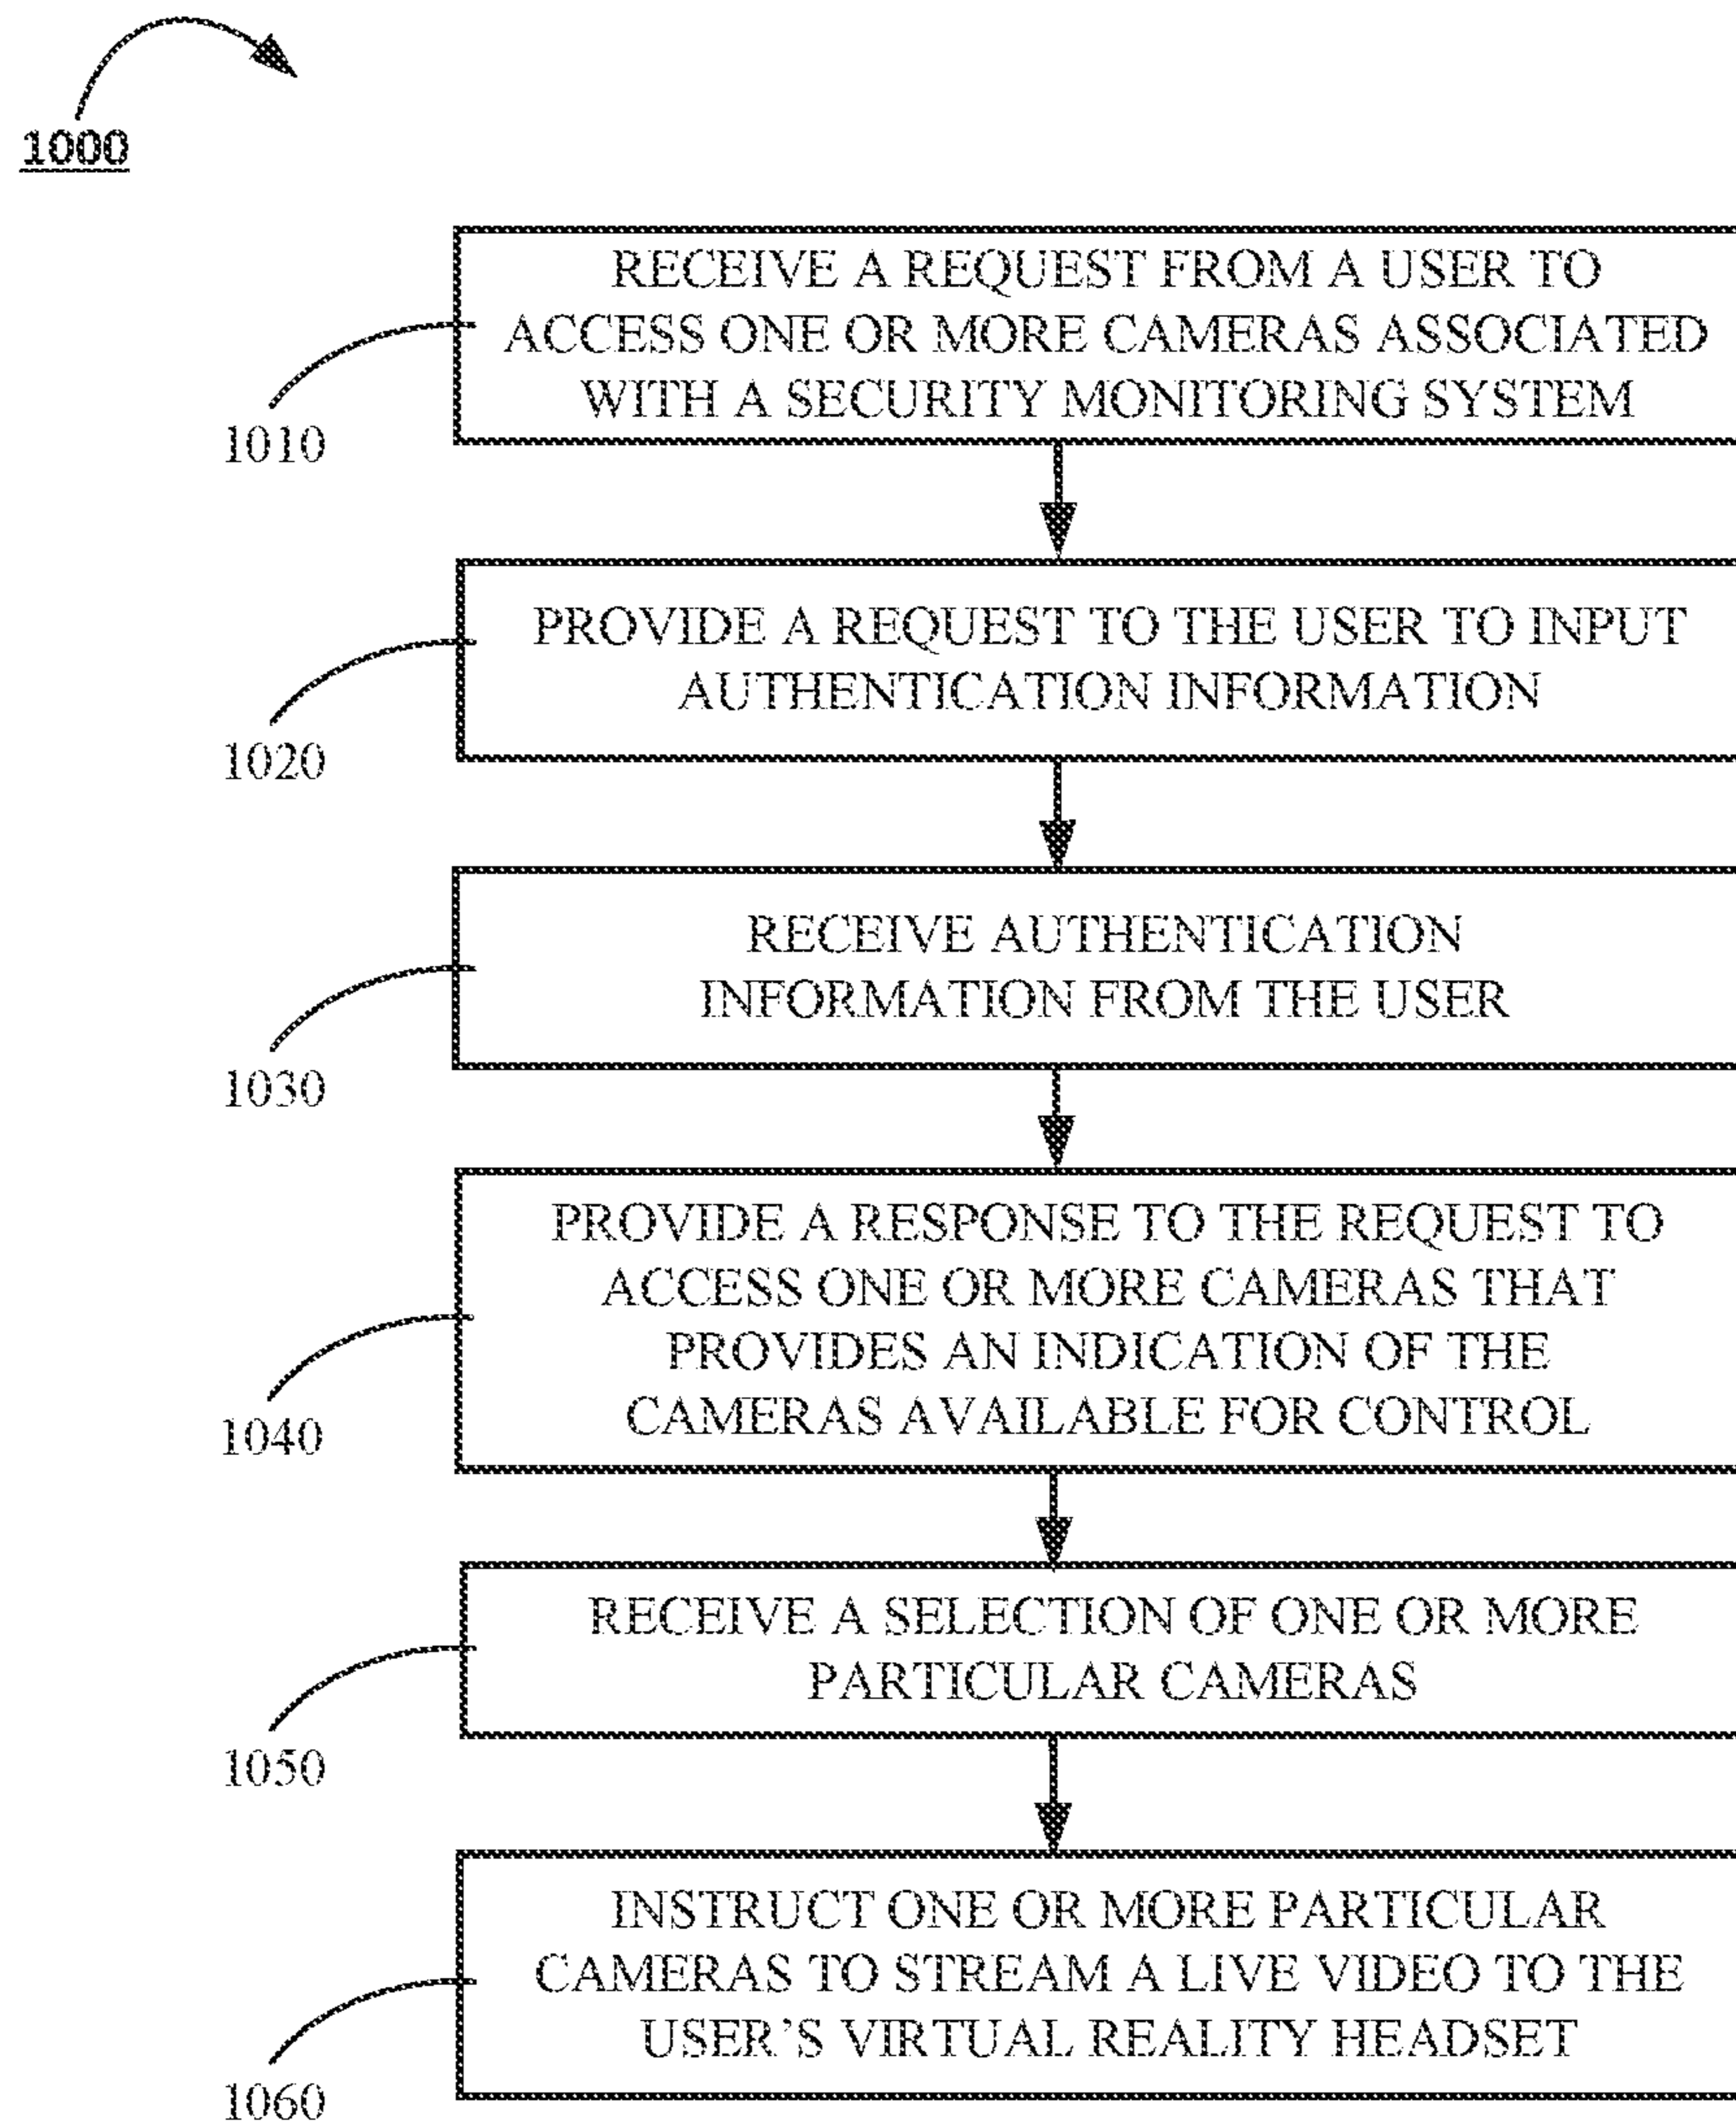 1000
RECEIVE A REQUEST FROM A USER TO
ACCESS ONE OR MORE CAMERAS ASSOCIATED
WITH A SECURITY MONITORING SYSTEM
1010
PROVIDE A REQUEST TO THE USER TO INPUT
AUTHENTICATION INFORMATION
1020
RECEIVE AUTHENTICATION
INFORMATION FROM THE USER
1030
PROVIDE A RESPONSE TO THE REQUEST TO
ACCESS ONE OR MORE CAMERAS THAT
PROVIDES AN INDICATION OF THE
CAMERAS AVAILABLE FOR CONTROL
1040
RECEIVE A SELECTION OF ONE OR MORE
PARTICULAR CAMERAS
1050
INSTRUCT ONE OR MORE PARTICULAR
CAMERAS TO STREAM A LIVE VIDEO TO THE
USER'S VIRTUAL REALITY HEADSET
1060